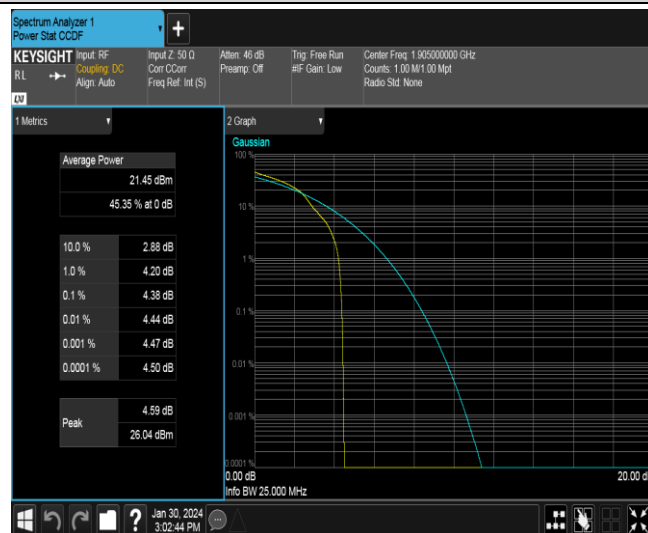 Spectrum Analyzer 1
Power Stat CCDF
+
KEYSIGHT
RL
LXI
Input: RF
Coupling: DC
Align: Auto
Input Z: 50 Ω
Corr CCorr
Freq Ref: Int (S)
Atten: 46 dB
Preamp: Off
Trig: Free Run
#IF Gain: Low
Center Freq: 1.905000000 GHz
Counts: 1.00 M/1.00 Mpt
Radio Std: None
1 Metrics
Average Power
21.45 dBm
45.35 % at 0 dB
10.0 % 2.88 dB
1.0 % 4.20 dB
0.1 % 4.38 dB
0.01 % 4.44 dB
0.001 % 4.47 dB
0.0001 % 4.50 dB
Peak
4.59 dB
26.04 dBm
2 Graph
Gaussian
100 %
10 %
1 %
0.1 %
0.01 %
0.001 %
0.0001 %
0.00 dB
20.00 d
Info BW 25.000 MHz
?
Jan 30, 2024
3:02:44 PM